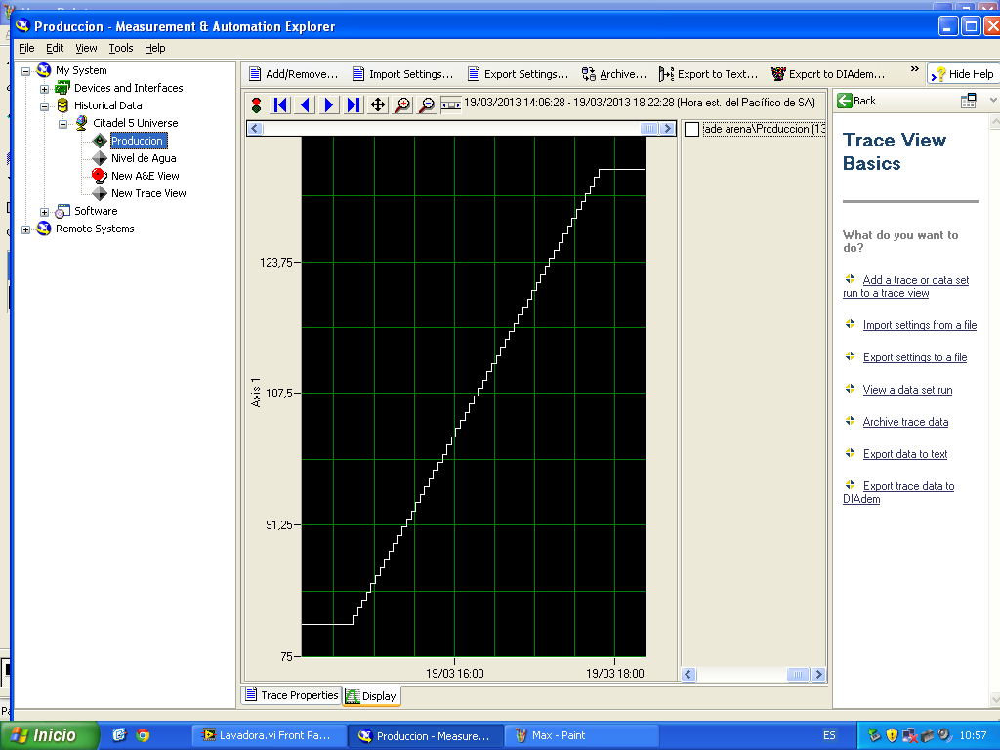 Produccion - Measurement & Automation Explorer
File Edit View Tools Help
My System
Devices and Interfaces
Historical Data
Citadel 5 Universe
Produccion
Nivel de Agua
New A&E View
New Trace View
Software
Remote Systems
Add/Remove... Import Settings... Export Settings... Archive... Export to Text... Export to DIAdem... » Hide Help
19/03/2013 14:06:28 - 19/03/2013 18:22:28 (Hora est. del Pacífico de SA)
ade arena\Produccion (13
Axis 1
123,75
107,5
91,25
75
19/03 16:00
19/03 18:00
Trace Properties Display
Back
Trace View
Basics
What do you want to
do?
Add a trace or data set
run to a trace view
Import settings from a file
Export settings to a file
View a data set run
Archive trace data
Export data to text
Export trace data to
DIAdem
Inicio
Lavadora.vi Front Pa...
Produccion - Measure...
Max - Paint
ES
10:57